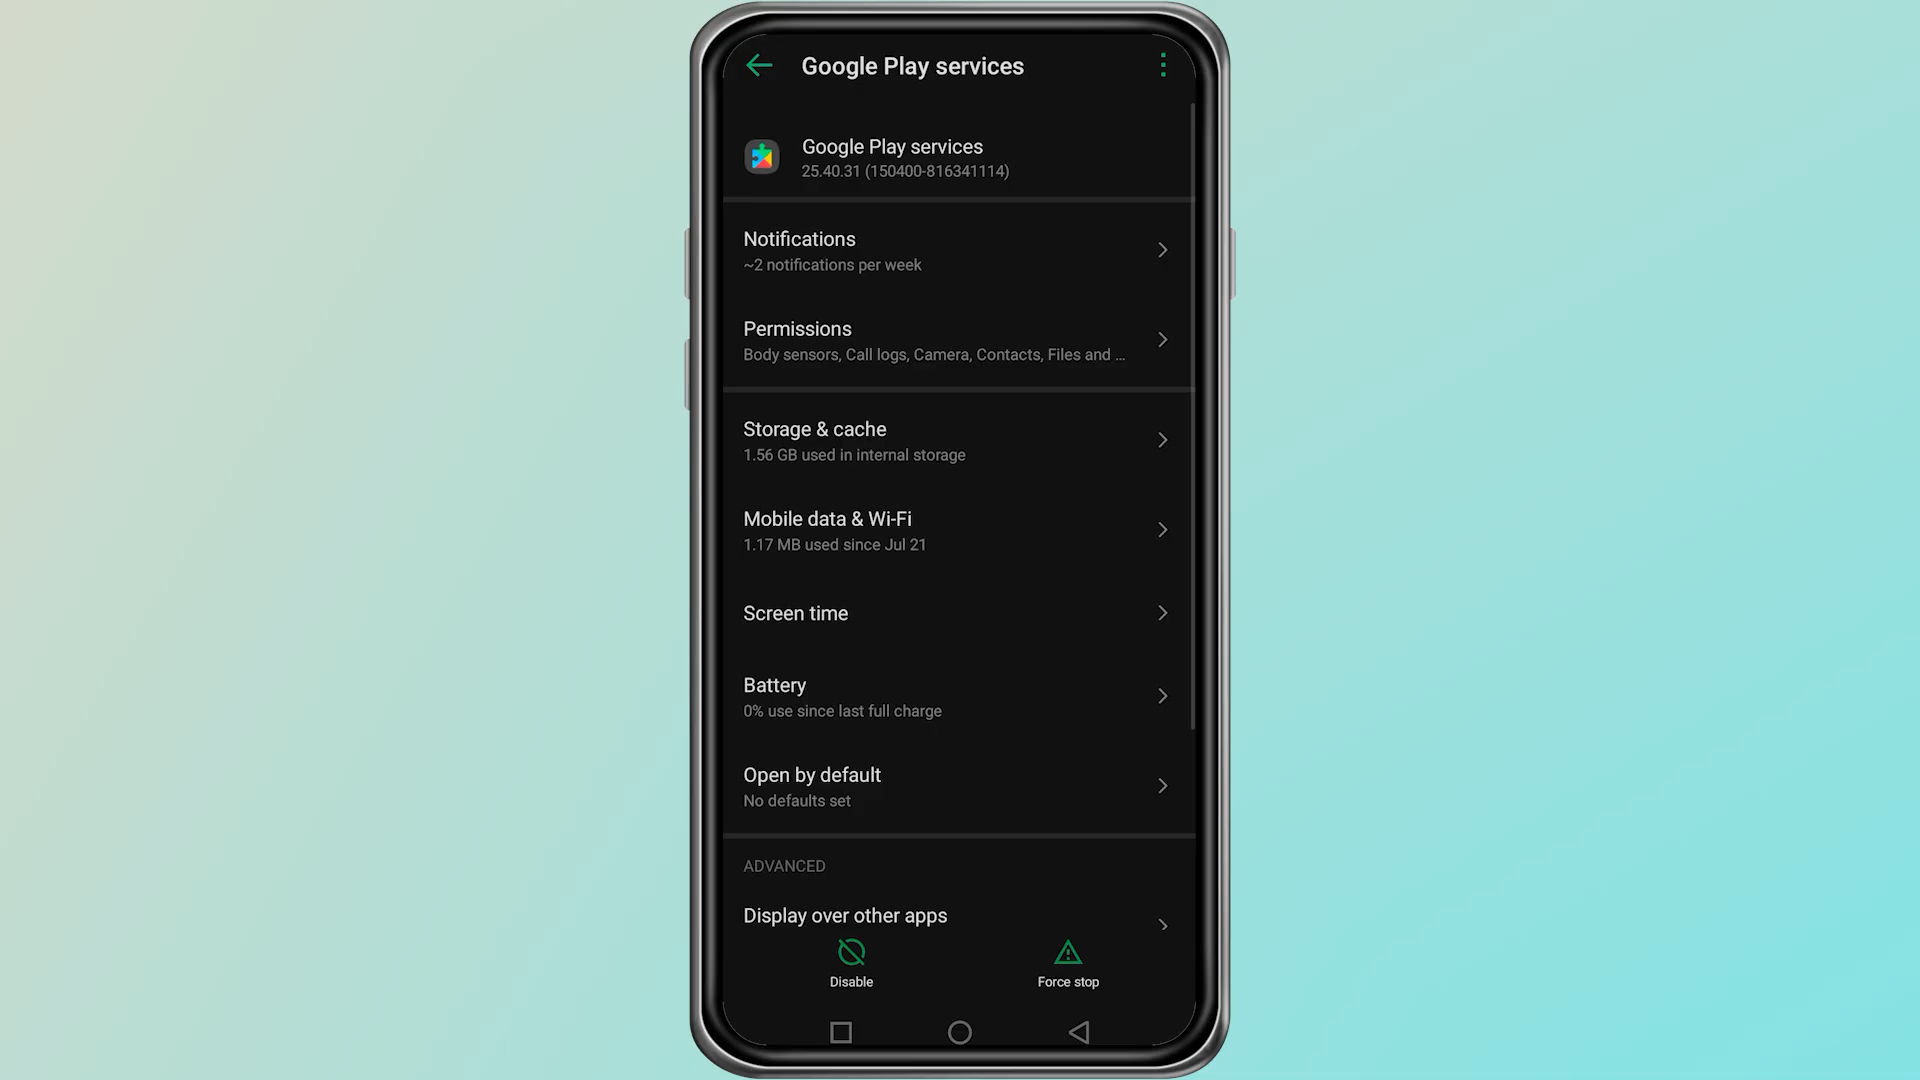 Google Play services
Google Play services
25.40.31 (150400-816341114)
Notifications
~2 notifications per week
Permissions
Body sensors, Call logs, Camera, Contacts, Files and ...
Storage & cache
1.56 GB used in internal storage
Mobile data & Wi-Fi
1.17 MB used since Jul 21
Screen time
Battery
0% use since last full charge
Open by default
No defaults set
ADVANCED
Display over other apps
Disable
Force stop